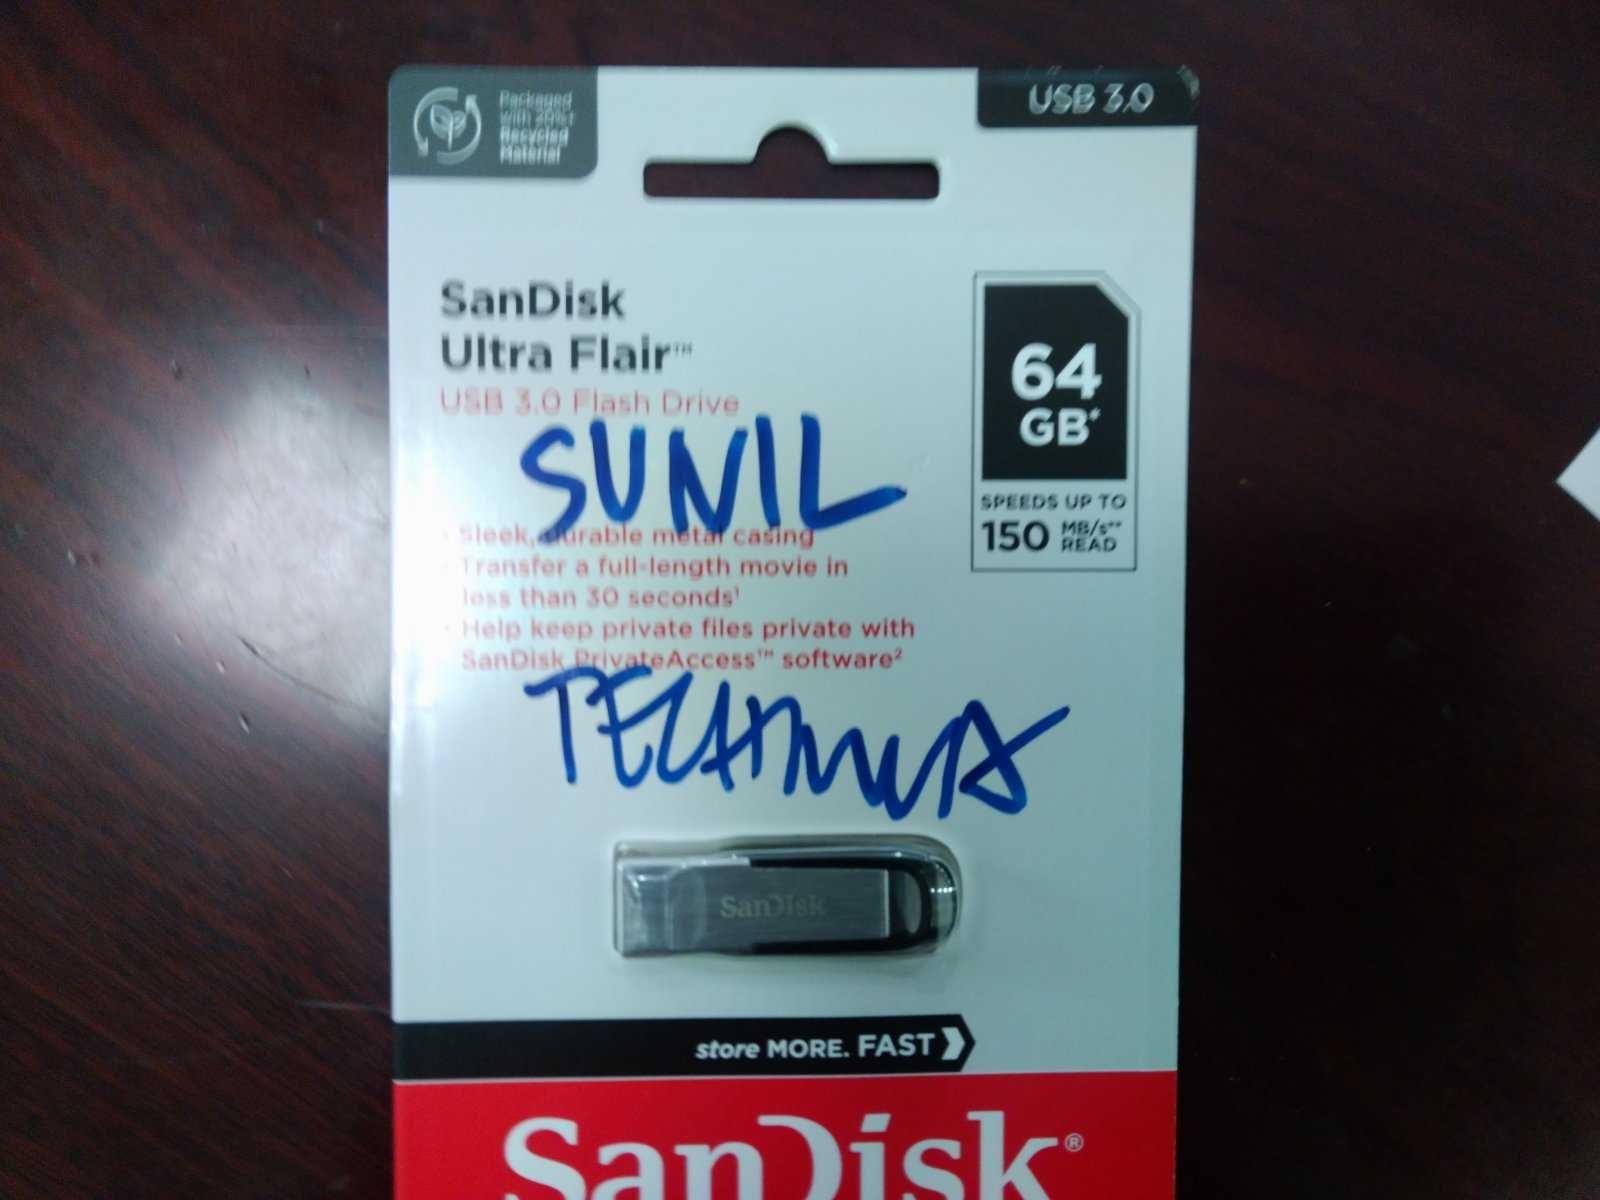 Packaged
with 20%+
Recycled
Material
USB 3.0
SanDisk
Ultra Flair™
USB 3.0 Flash Drive
SUNIL
64
GB*
SPEEDS UP TO
150 MB/s**
READ
• Sleek, durable metal casing
• Transfer a full-length movie in
less than 30 seconds¹
• Help keep private files private with
SanDisk PrivateAccess™ software²
SanDisk
store MORE. FAST
SanDisk®